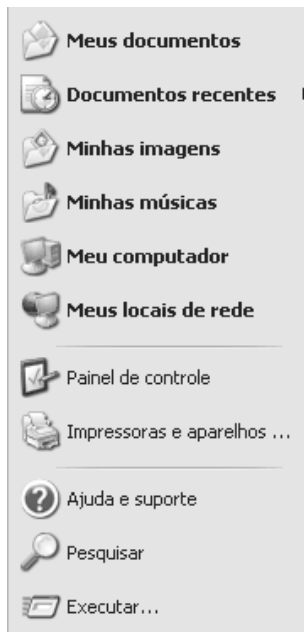 Meus documentos
Documentos recentes
Minhas imagens
Minhas músicas
Meu computador
Meus locais de rede
Painel de controle
Impressoras e aparelhos ...
Ajuda e suporte
Pesquisar
Executar...